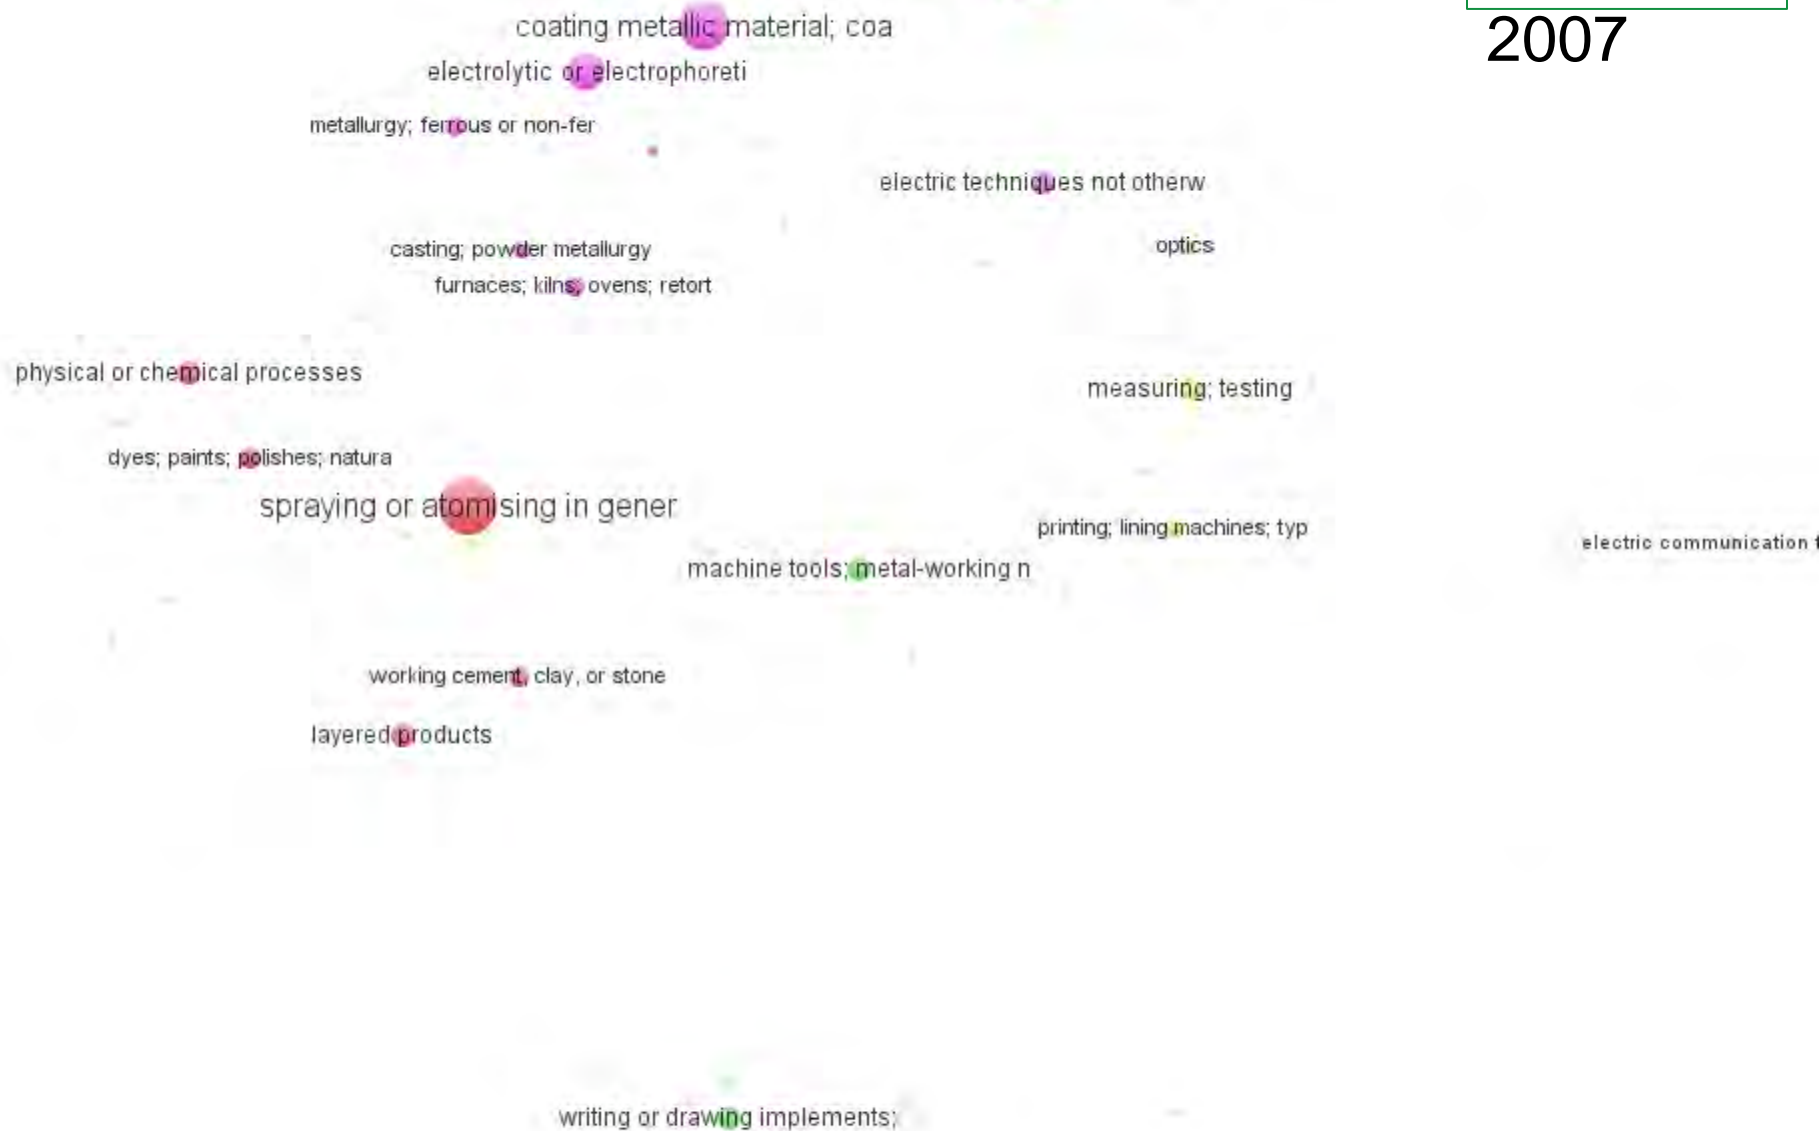 coating metallic material; coa
2007
electrolytic or electrophoreti
metallurgy; ferrous or non-fer
electric techniques not otherw
optics
casting; powder metallurgy
furnaces; kilns, ovens; retort
physical or chemical processes
measuring; testing
dyes; paints; polishes; natura
spraying or atomising in gener
printing; lining machines; typ
electric communication t
machine tools; metal-working n
working cement, clay, or stone
layered products
writing or drawing implements;